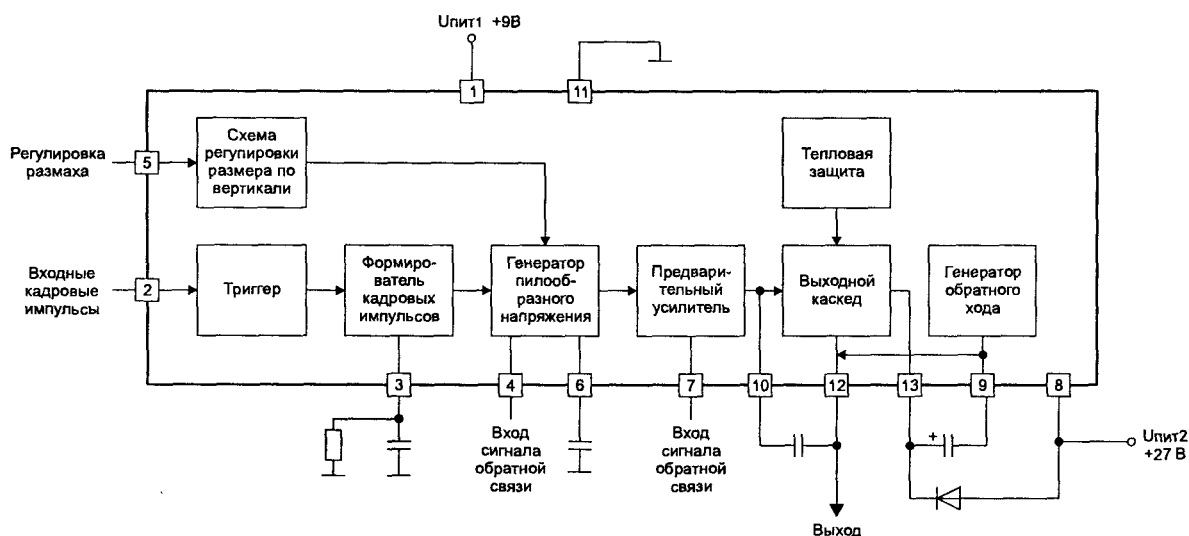 Uпит1 +9В
1
11
Регулировка
размаха
5
Схема
регупировки
размера по
вертикали
Тепловая
защита
Входные
кадровые
импульсы
2
Триггер
Формиро-
ватель
кадровых
импульсов
Генератор
пилооб-
разного
напряжения
Предвари-
тельный
усилитель
Выходной
каскед
Генератор
обратного
хода
3
4
6
7
10
12
13
9
8
Вход
сигнала
обратной
связи
Вход
сигнала
обратной
связи
+
Uпит2
+27 В
Выход